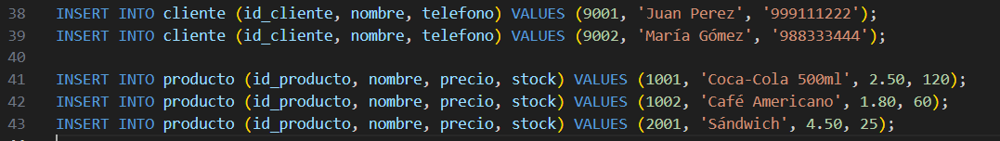 38 INSERT INTO cliente (id_cliente, nombre, telefono) VALUES (9001, 'Juan Perez', '999111222');
39 INSERT INTO cliente (id_cliente, nombre, telefono) VALUES (9002, 'María Gómez', '988333444');
40
41 INSERT INTO producto (id_producto, nombre, precio, stock) VALUES (1001, 'Coca-Cola 500ml', 2.50, 120);
42 INSERT INTO producto (id_producto, nombre, precio, stock) VALUES (1002, 'Café Americano', 1.80, 60);
43 INSERT INTO producto (id_producto, nombre, precio, stock) VALUES (2001, 'Sándwich', 4.50, 25);